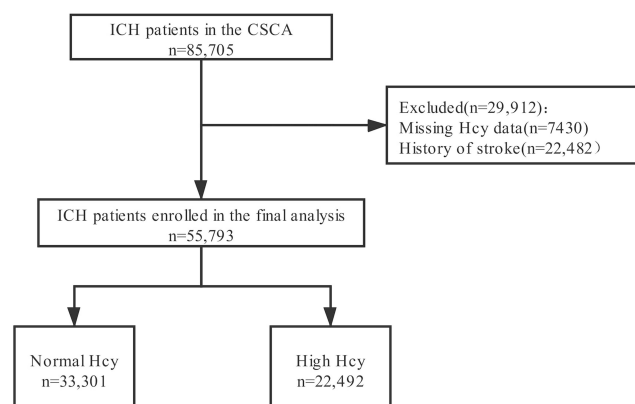 ICH patients in the CSCA
n=85,705
Excluded(n=29,912):
Missing Hcy data(n=7430)
History of stroke(n=22,482）
ICH patients enrolled in the final analysis
n=55,793
Normal Hcy
n=33,301
High Hcy
n=22,492